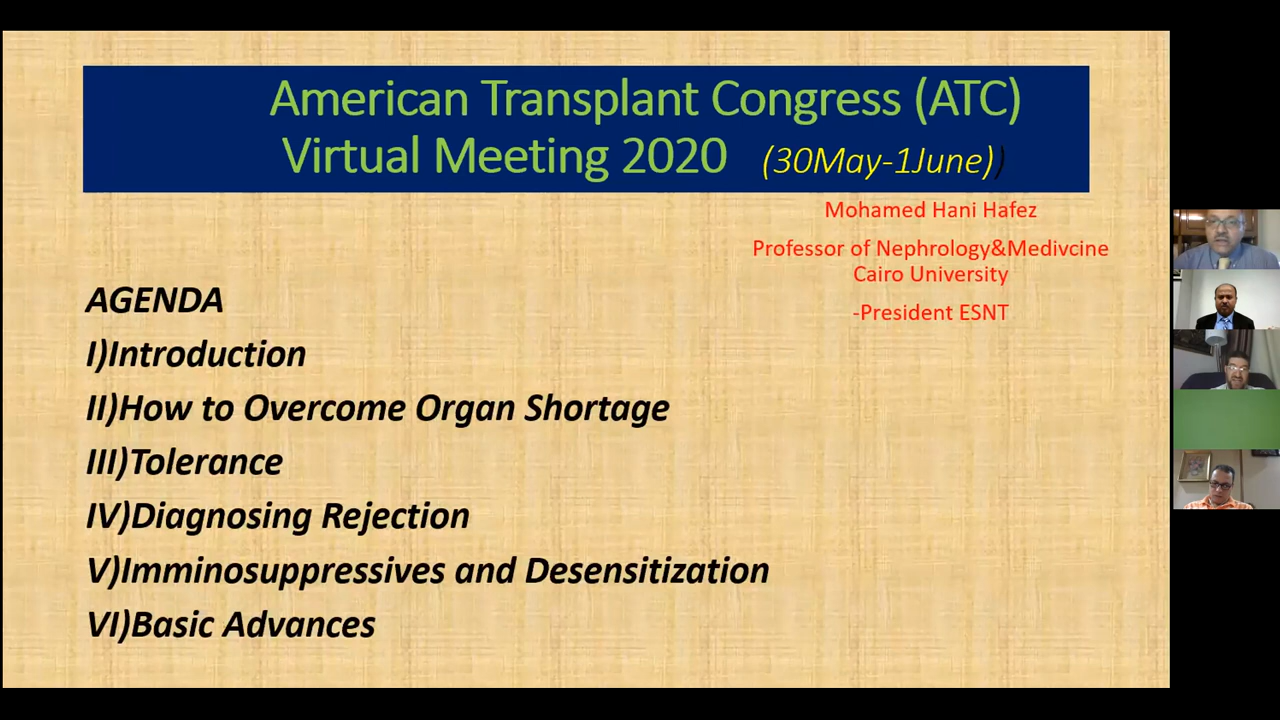 American Transplant Congress (ATC)
Virtual Meeting 2020 (30May-1June))
Mohamed Hani Hafez
Professor of Nephrology&Medivcine
Cairo University
-President ESNT
AGENDA
I)Introduction
II)How to Overcome Organ Shortage
III)Tolerance
IV)Diagnosing Rejection
V)Imminosuppressives and Desensitization
VI)Basic Advances